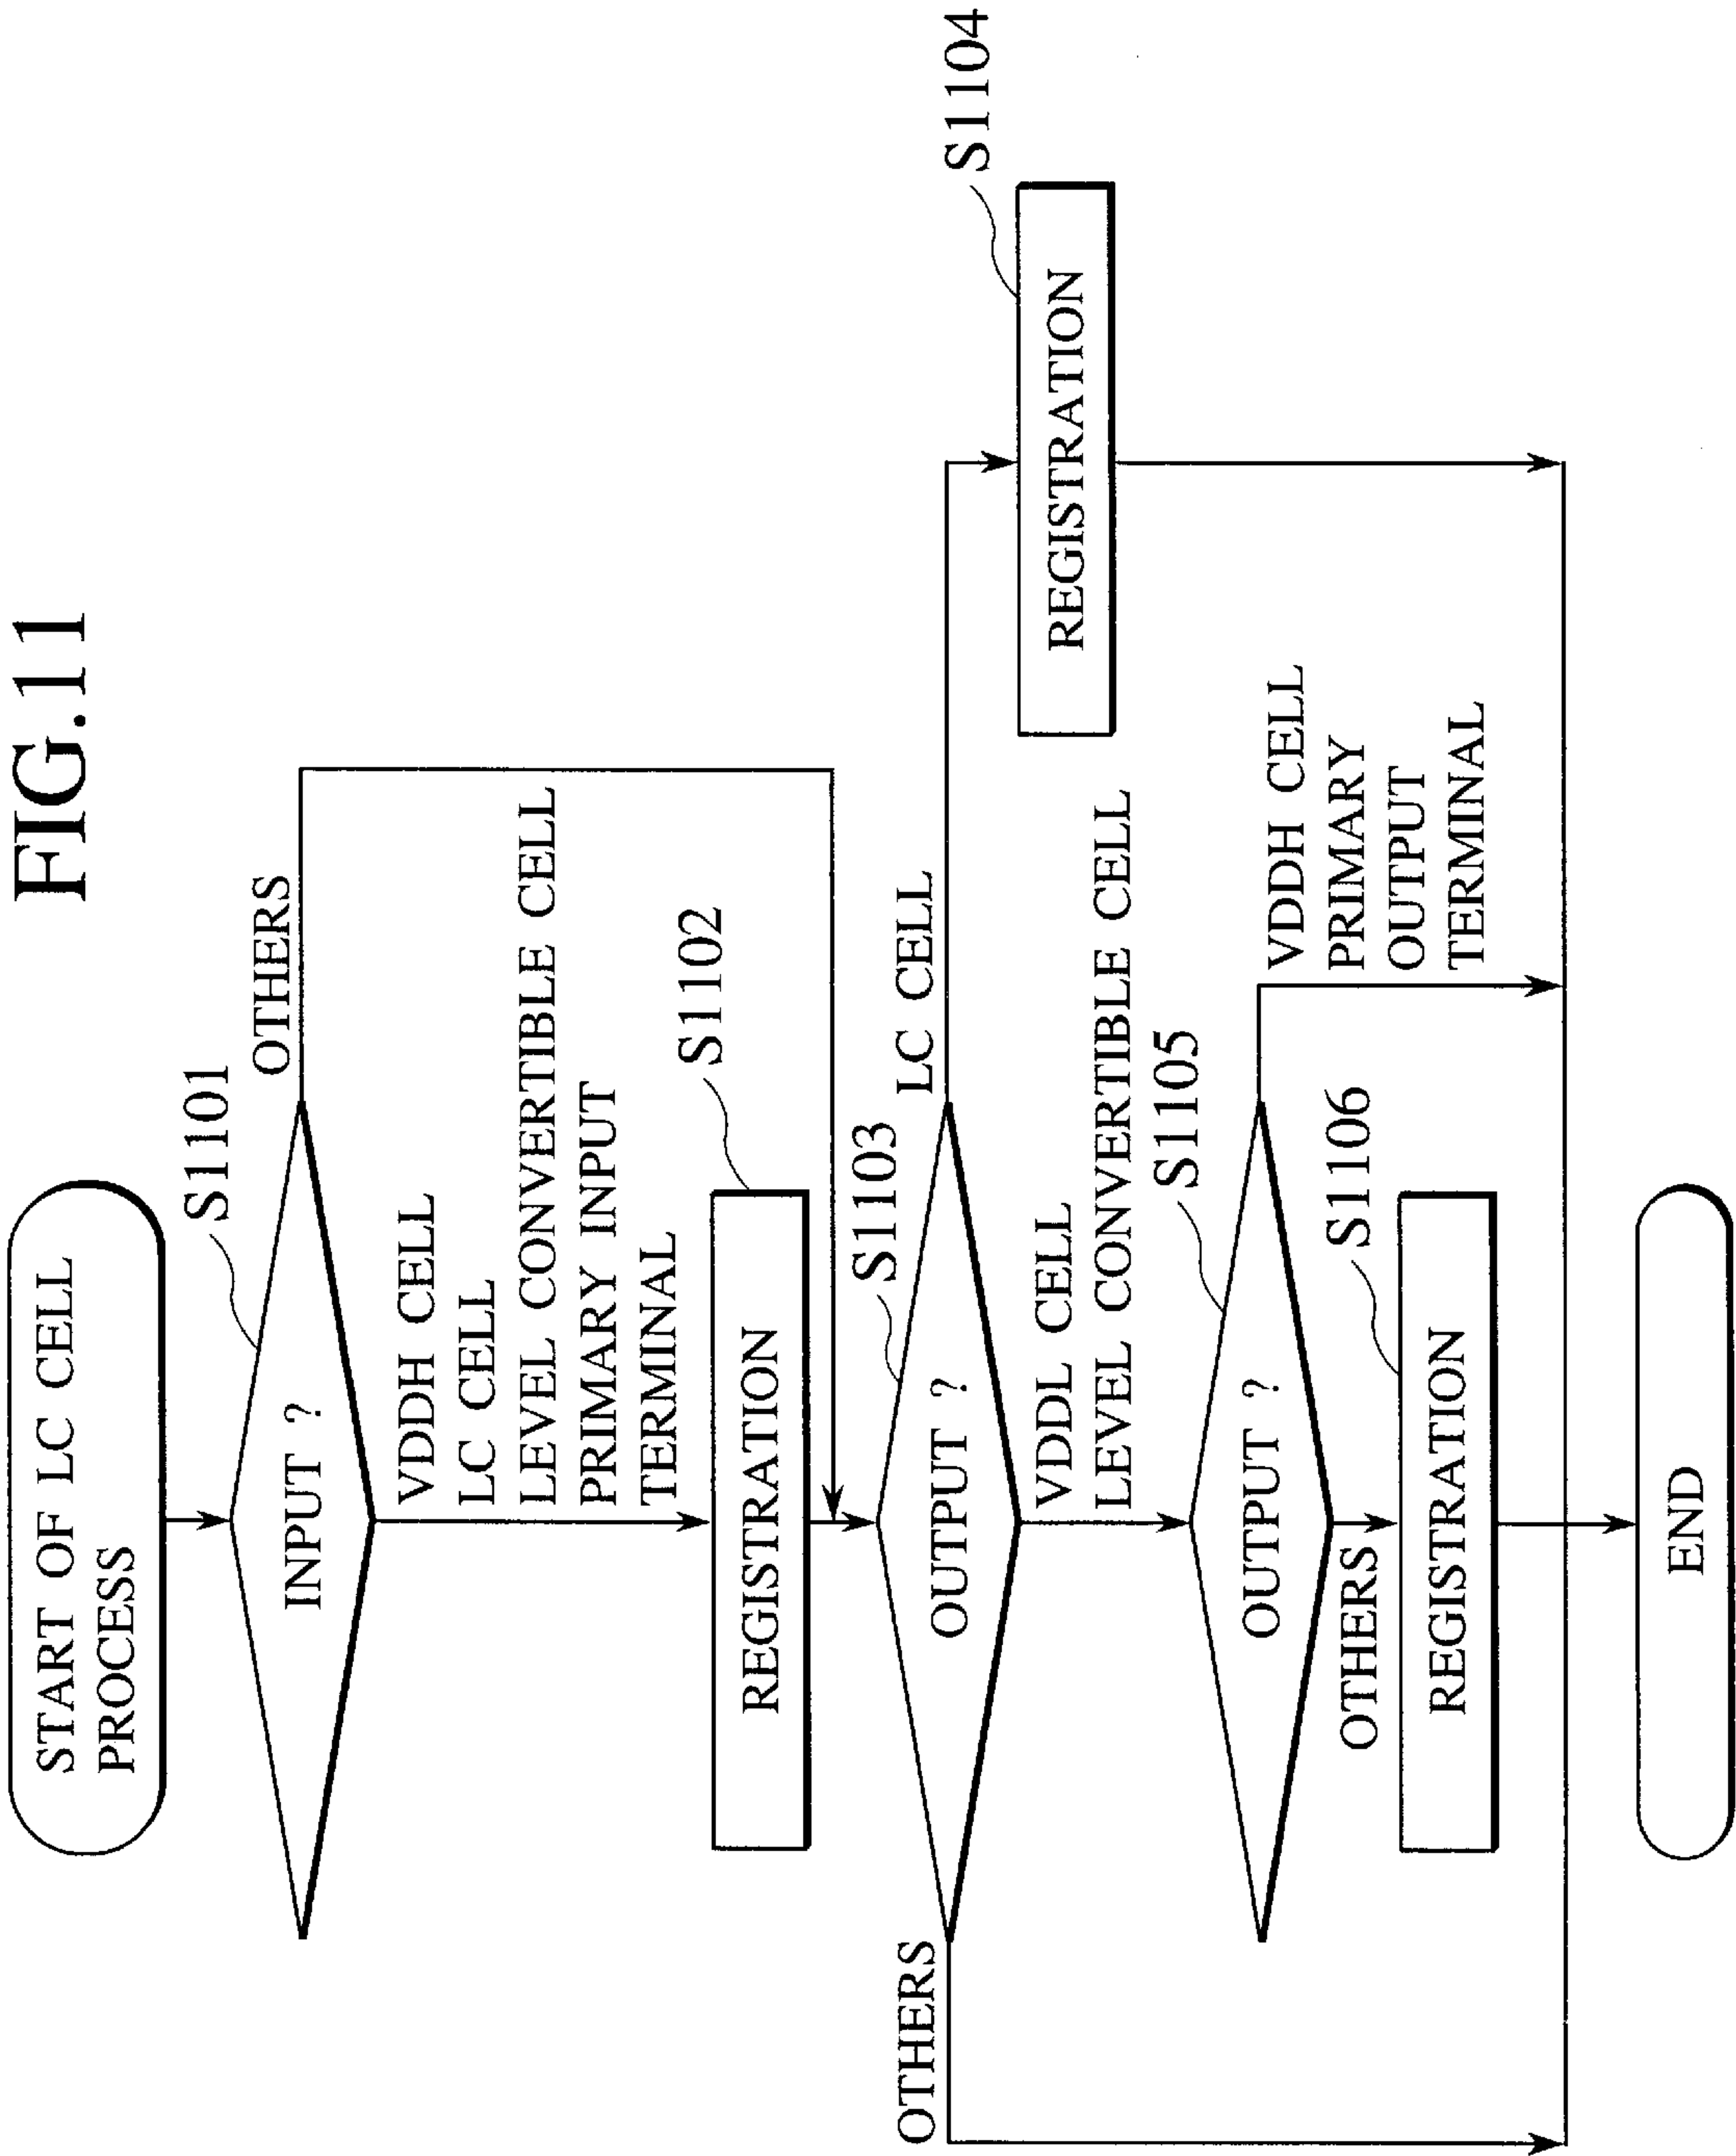 FIG.11
START OF LC CELL
PROCESS
S1101
INPUT ?
OTHERS
VDDH CELL
LC CELL
LEVEL CONVERTIBLE CELL
PRIMARY INPUT
TERMINAL
S1102
REGISTRATION
S1103
OUTPUT ?
OTHERS
LC CELL
S1104
REGISTRATION
VDDL CELL
LEVEL CONVERTIBLE CELL
S1105
OUTPUT ?
VDDH CELL
PRIMARY
OUTPUT
TERMINAL
OTHERS
S1106
REGISTRATION
END